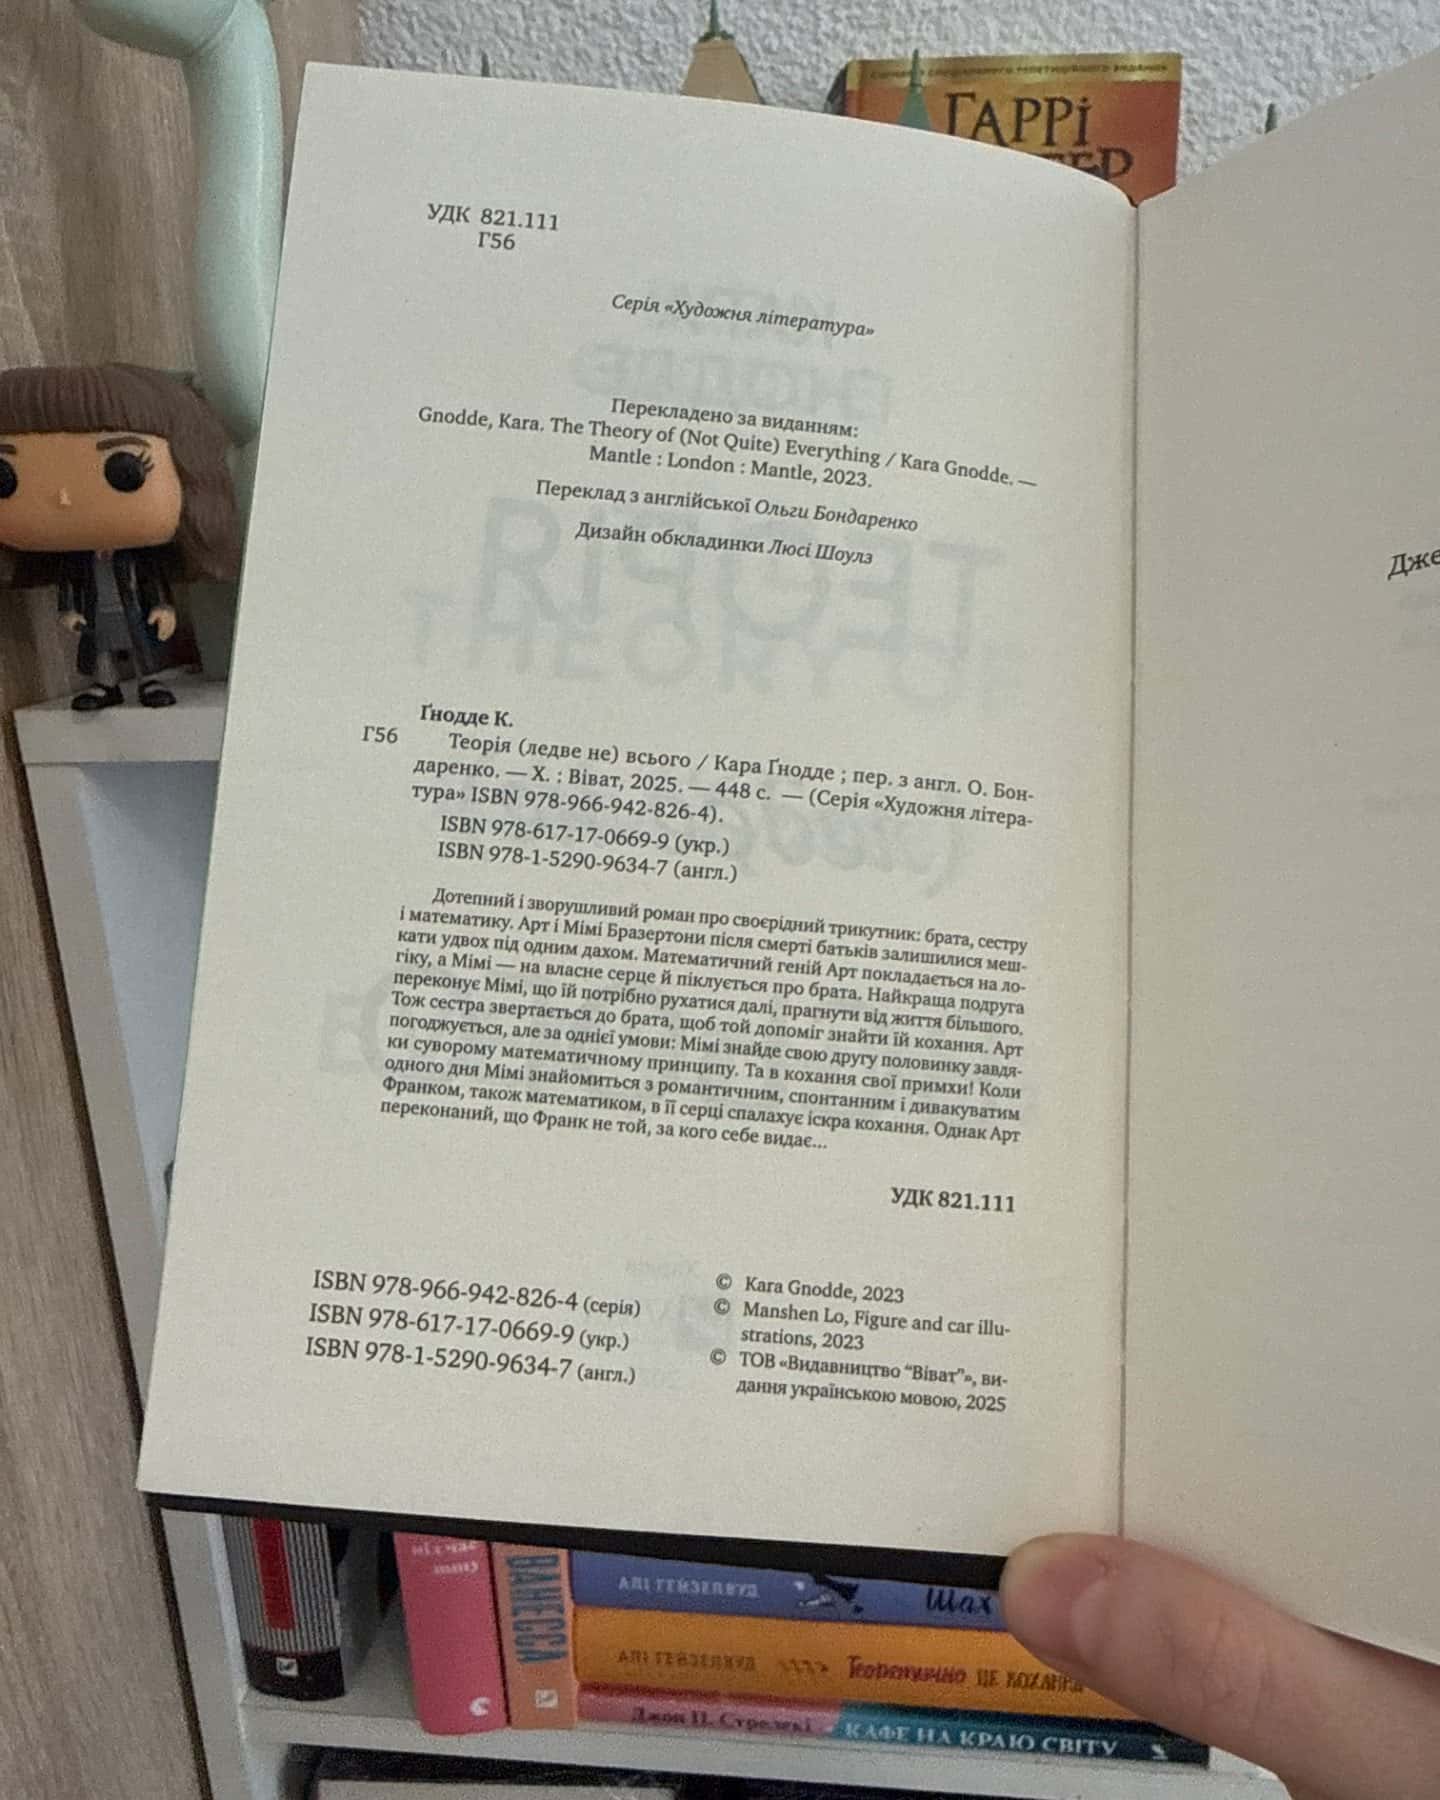 ГАРРІ
УДК 821.111
Г56
Серія «Художня література»
Перекладено за виданням:
Gnodde, Kara. The Theory of (Not Quite) Everything / Kara Gnodde. —
Mantle : London : Mantle, 2023.
Переклад з англійської Ольги Бондаренко
Дизайн обкладинки Люсі Шоулз
Дже
Ґнодде К.
Г56 Теорія (ледве не) всього / Кара Ґнодде ; пер. з англ. О. Бон-
даренко. — Х. : Віват, 2025. — 448 с. — (Серія «Художня літера-
тура» ISBN 978-966-942-826-4).
ISBN 978-617-17-0669-9 (укр.)
ISBN 978-1-5290-9634-7 (англ.)
Дотепний і зворушливий роман про своєрідний трикутник: брата, сестру
і математику. Арт і Мімі Бразертони після смерті батьків залишилися меш-
кати удвох під одним дахом. Математичний геній Арт покладається на ло-
гіку, а Мімі — на власне серце й піклується про брата. Найкраща подруга
переконує Мімі, що їй потрібно рухатися далі, прагнути від життя більшого.
Тож сестра звертається до брата, щоб той допоміг знайти їй кохання. Арт
погоджується, але за однієї умови: Мімі знайде свою другу половинку завдя-
ки суворому математичному принципу. Та в кохання свої примхи! Коли
одного дня Мімі знайомиться з романтичним, спонтанним і дивакуватим
Франком, також математиком, в її серці спалахує іскра кохання. Однак Арт
переконаний, що Франк не той, за кого себе видає...
УДК 821.111
ISBN 978-966-942-826-4 (серія)
ISBN 978-617-17-0669-9 (укр.)
ISBN 978-1-5290-9634-7 (англ.)
© Kara Gnodde, 2023
© Manshen Lo, Figure and car illu-
strations, 2023
© ТОВ «Видавництво “Віват”», ви-
дання українською мовою, 2025
ВАНЕССА
АЛІ ГЕЙЗЕЛВУД Шах
АЛІ ГЕЙЗЕЛВУД Теоретично це кохання
Джон П. Стрелекі КАФЕ НА КРАЮ СВІТУ